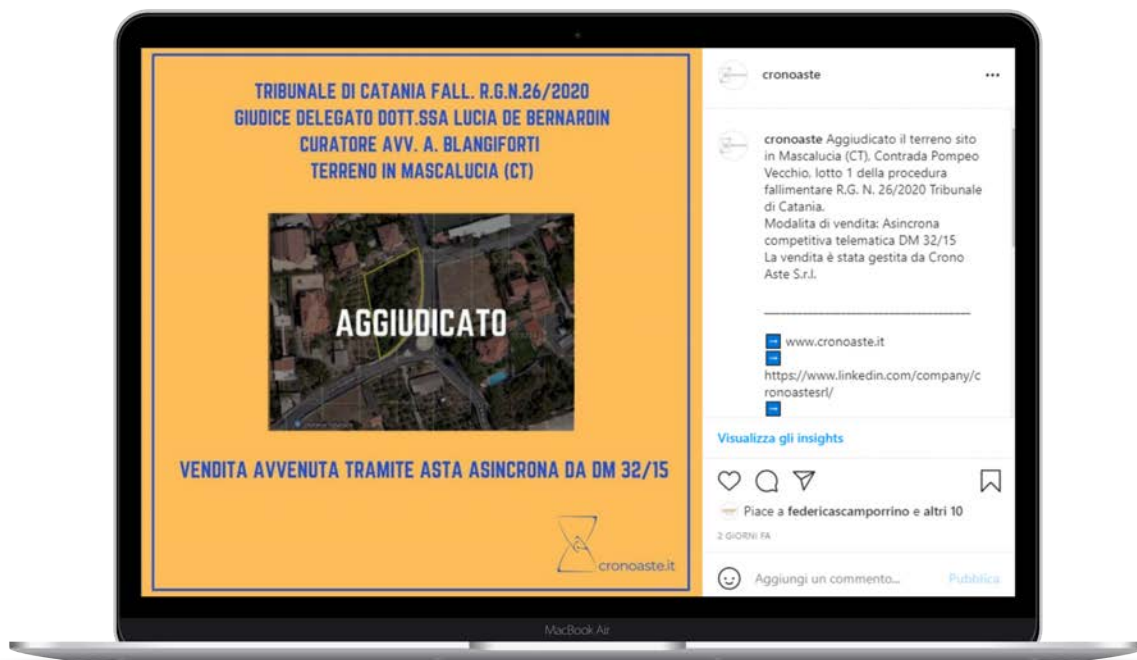 TRIBUNALE DI CATANIA FALL. R.G.N.26/2020
GIUDICE DELEGATO DOTT.SSA LUCIA DE BERNARDIN
CURATORE AVV. A. BLANGIFORTI
TERRENO IN MASCALUCIA (CT)
AGGIUDICATO
VENDITA AVVENUTA TRAMITE ASTA ASINCRONA DA DM 32/15
cronoaste.it
cronoaste
cronoaste Aggiudicato il terreno sito
in Mascalucia (CT), Contrada Pompeo
Vecchio, lotto 1 della procedura
fallimentare R.G. N. 26/2020 Tribunale
di Catania.
Modalita di vendita: Asincrona
competitiva telematica DM 32/15
La vendita è stata gestita da Crono
Aste S.r.l.
www.cronoaste.it
https://www.linkedin.com/company/c
ronoastesrl/
Visualizza gli insights
Piace a federicascamporrino e altri 10
2 GIORNI FA
Aggiungi un commento...
Pubblica
MacBook Air